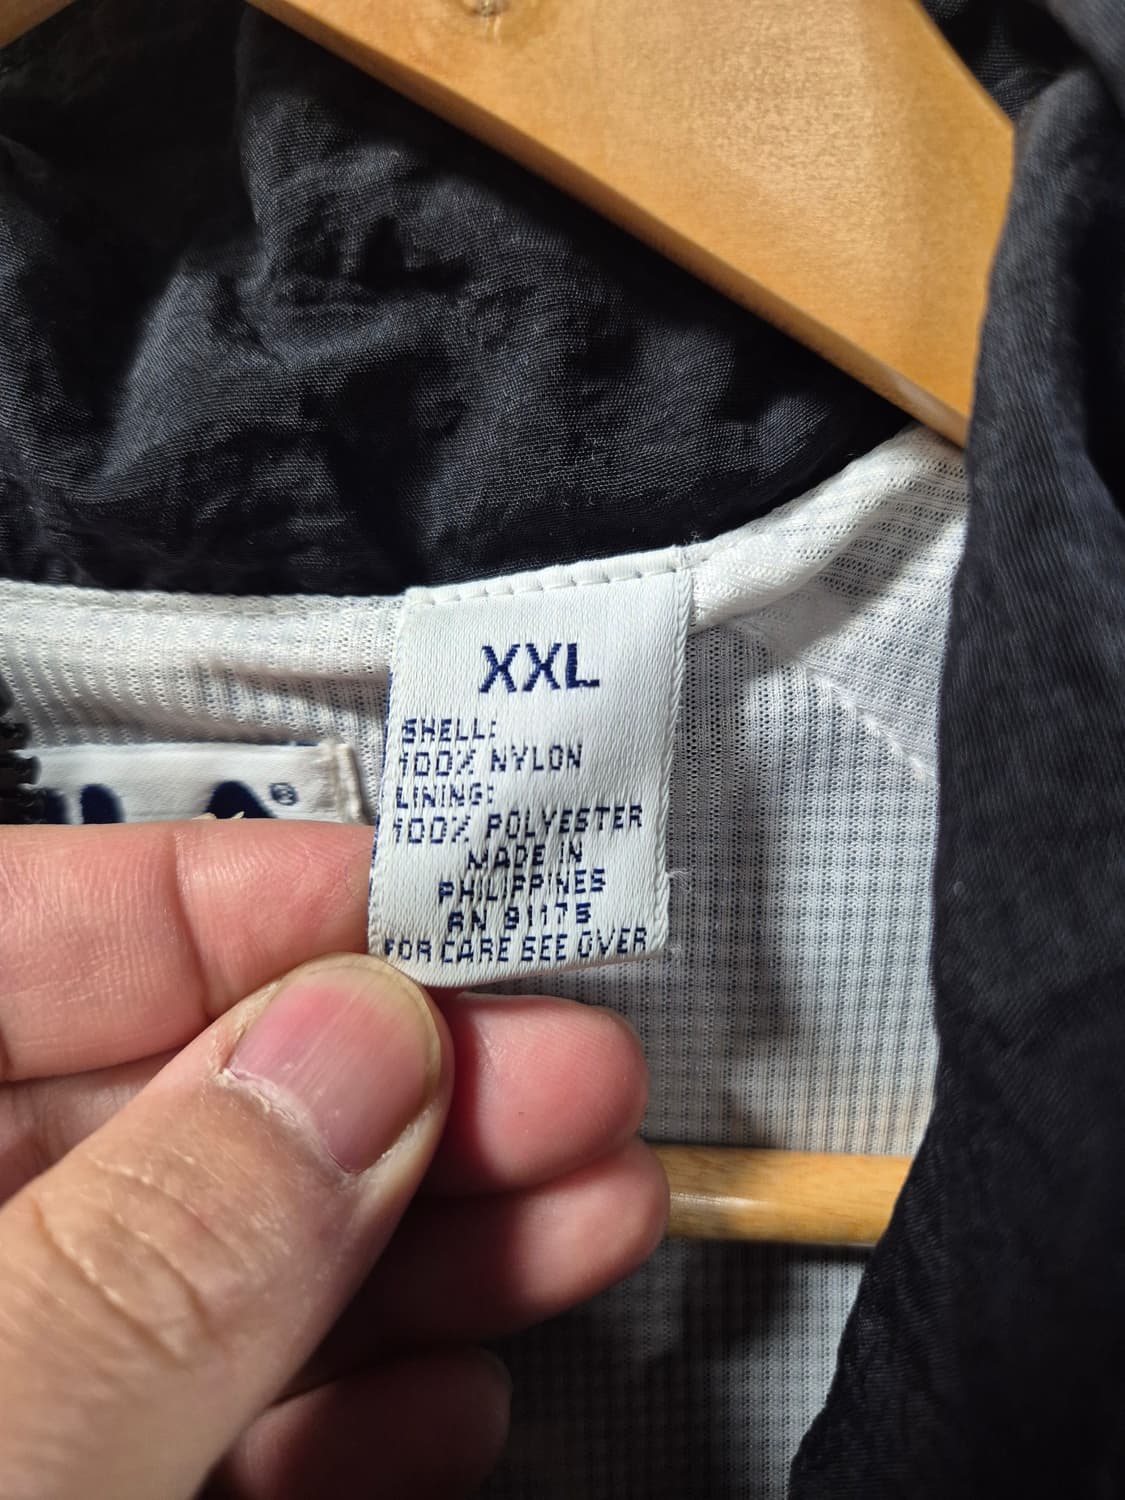 XXL
SHELL:
100% NYLON
LINING:
100% POLYESTER
MADE IN
PHILIPPINES
RN 91175
FOR CARE SEE OVER
®